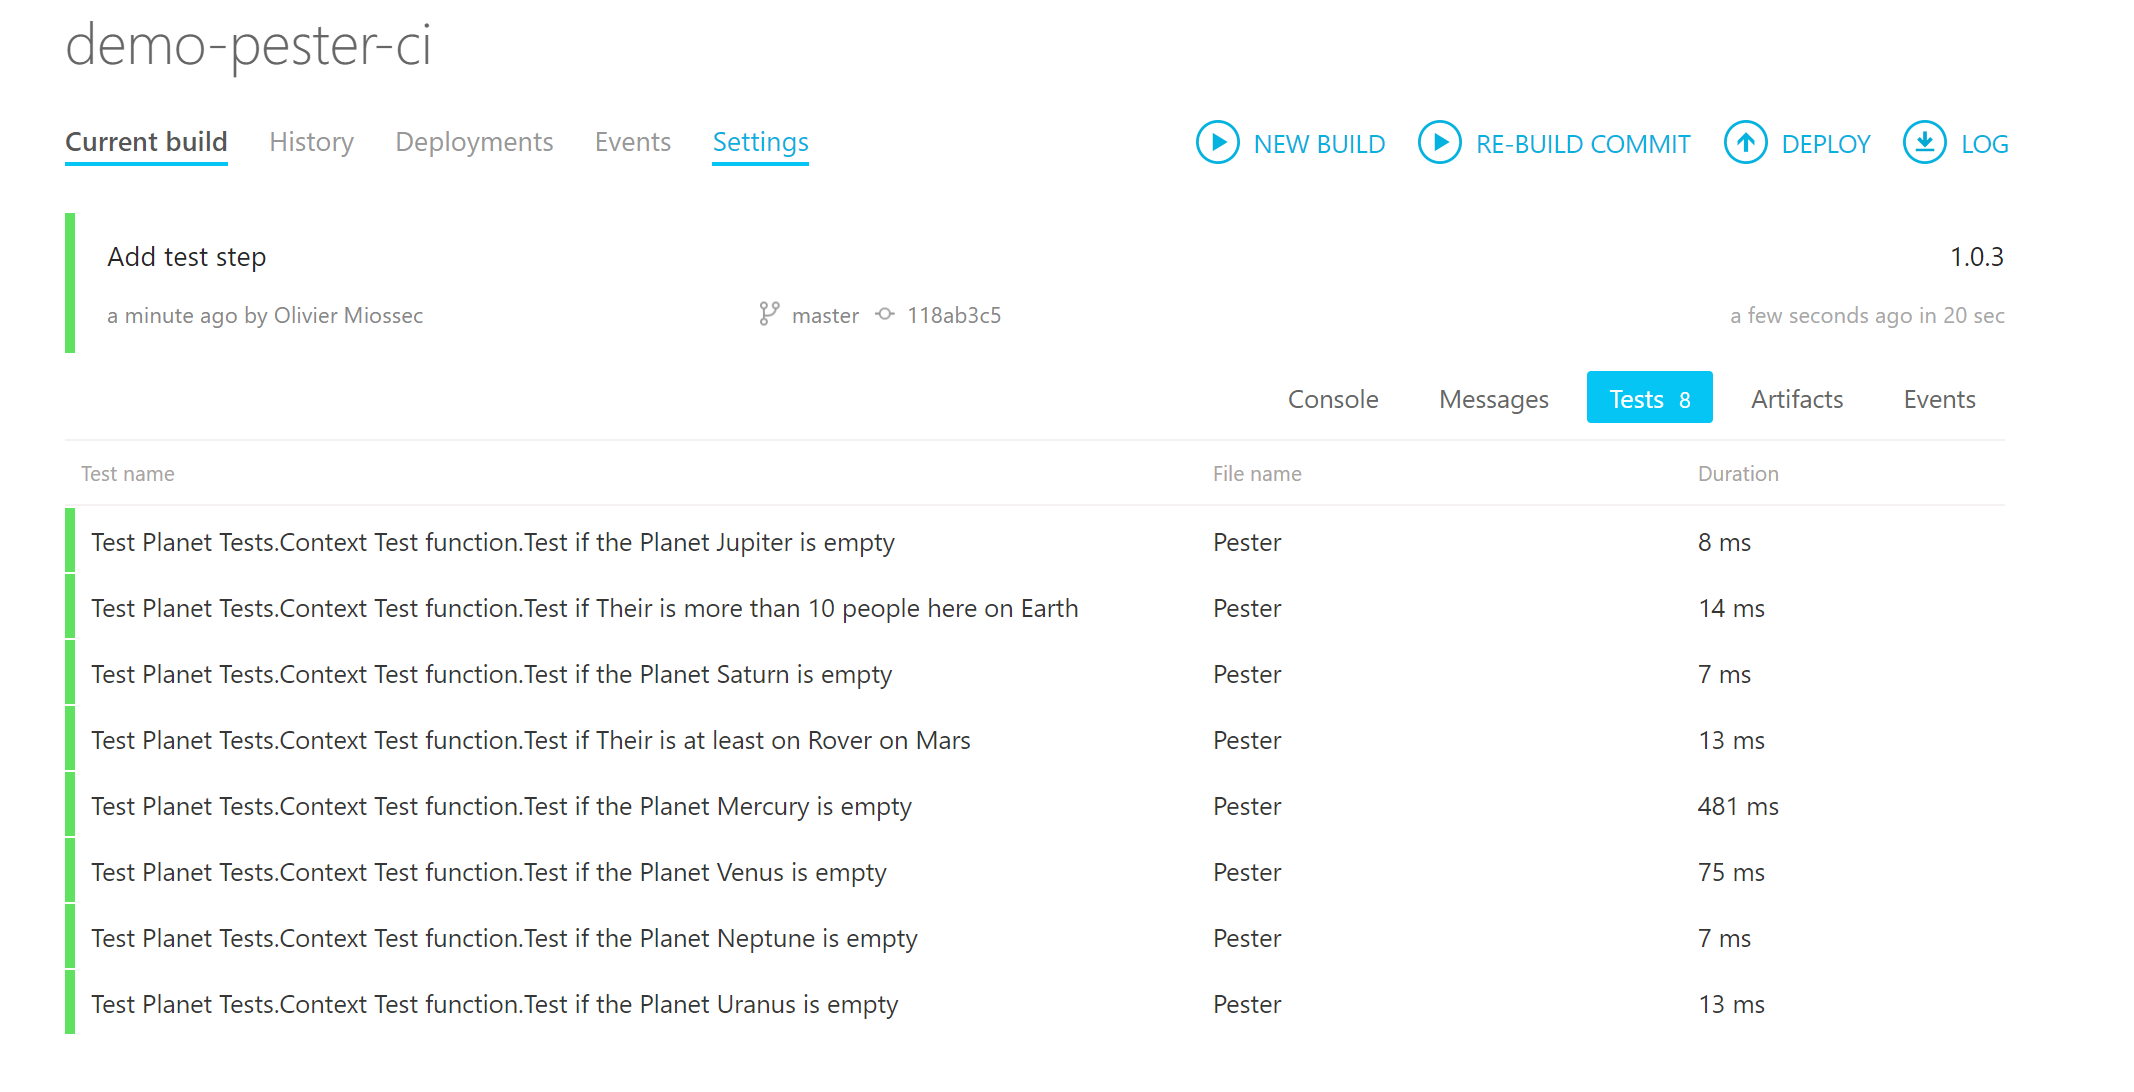 demo-pester-ci
Current build History Deployments Events Settings NEW BUILD RE-BUILD COMMIT DEPLOY LOG
Add test step 1.0.3
a minute ago by Olivier Miossec master 118ab3c5 a few seconds ago in 20 sec
Console Messages Tests 8 Artifacts Events
Test name File name Duration
Test Planet Tests.Context Test function.Test if the Planet Jupiter is empty Pester 8 ms
Test Planet Tests.Context Test function.Test if Their is more than 10 people here on Earth Pester 14 ms
Test Planet Tests.Context Test function.Test if the Planet Saturn is empty Pester 7 ms
Test Planet Tests.Context Test function.Test if Their is at least on Rover on Mars Pester 13 ms
Test Planet Tests.Context Test function.Test if the Planet Mercury is empty Pester 481 ms
Test Planet Tests.Context Test function.Test if the Planet Venus is empty Pester 75 ms
Test Planet Tests.Context Test function.Test if the Planet Neptune is empty Pester 7 ms
Test Planet Tests.Context Test function.Test if the Planet Uranus is empty Pester 13 ms